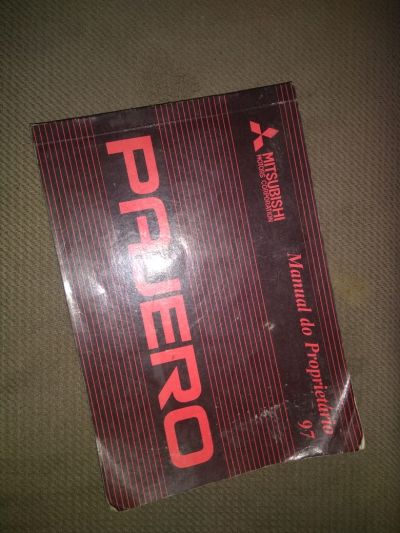 MITSUBISHI
MOTORS CORPORATION
Manual do Proprietário
97
PAJERO